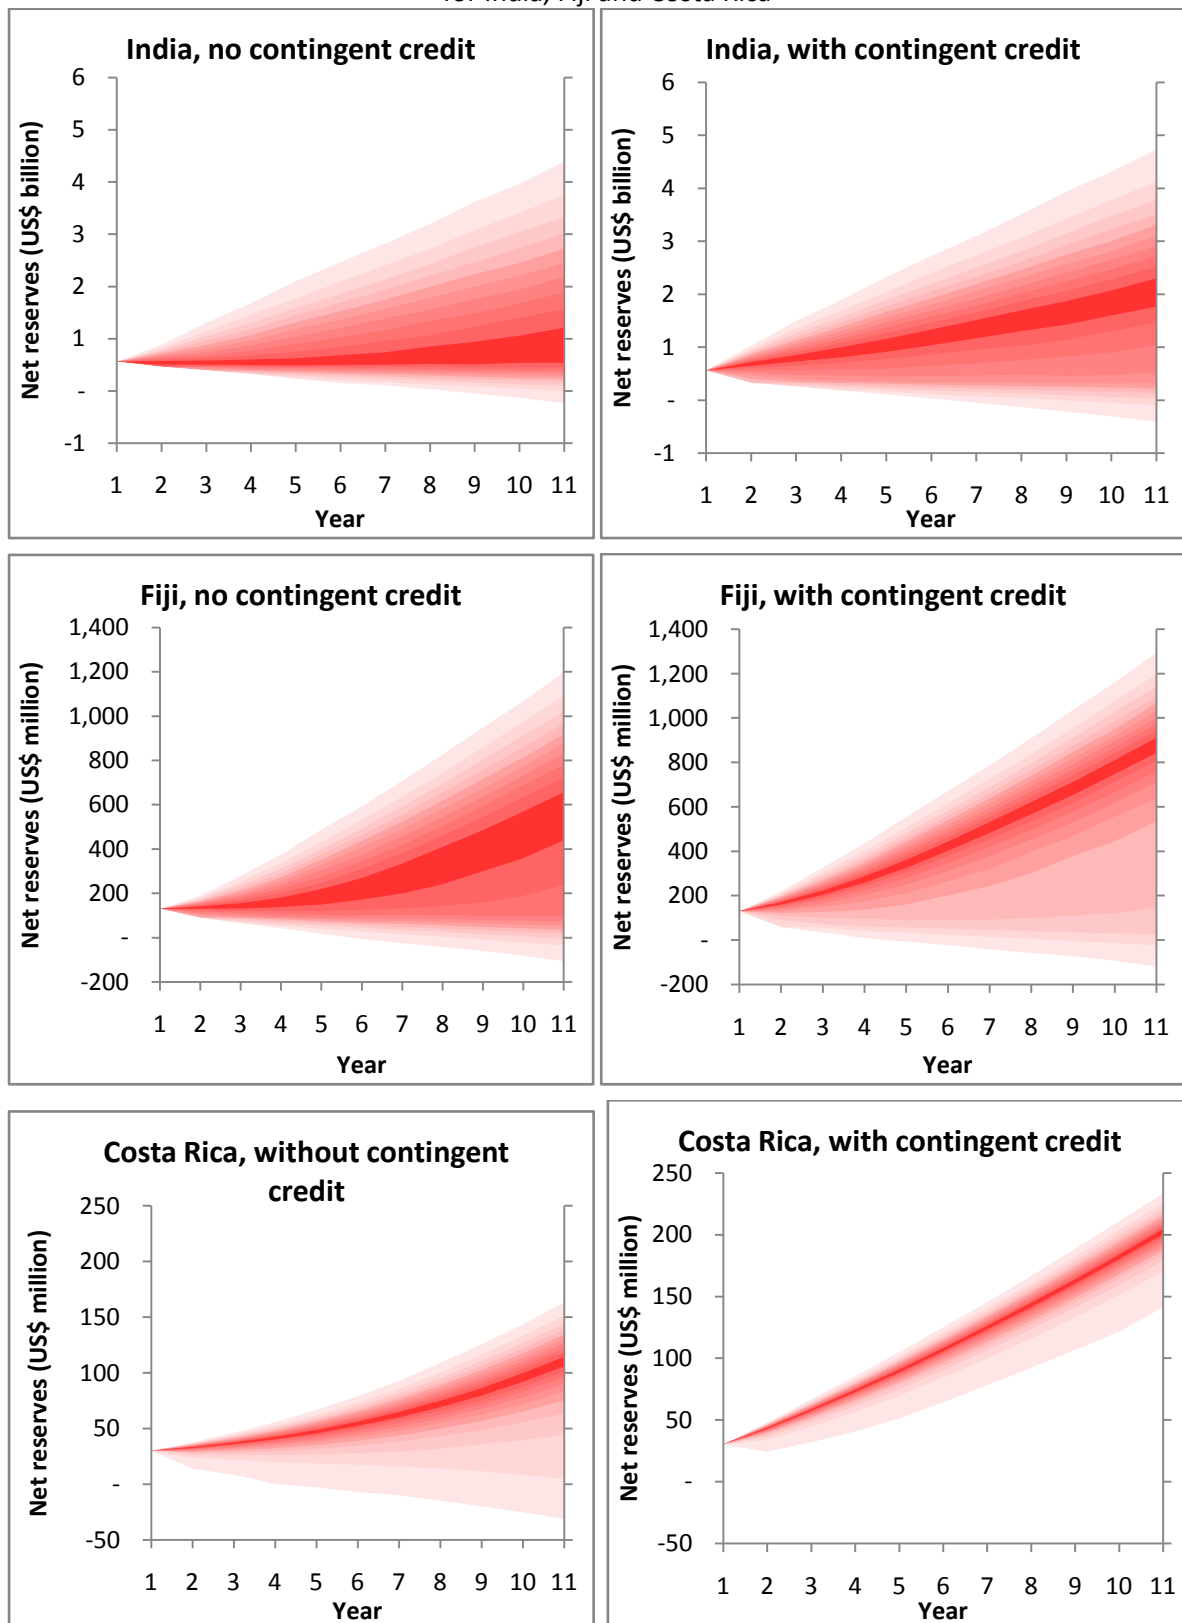 for India, Fiji and Costa Rica
India, no contingent credit
Net reserves (US$ billion)
6
5
4
3
2
1
-
-1
1 2 3 4 5 6 7 8 9 10 11
Year
India, with contingent credit
Net reserves (US$ billion)
6
5
4
3
2
1
-
-1
1 2 3 4 5 6 7 8 9 10 11
Year
Fiji, no contingent credit
Net reserves (US$ million)
1,400
1,000
800
600
400
200
-
-200
1 2 3 4 5 6 7 8 9 10 11
Year
Fiji, with contingent credit
Net reserves (US$ million)
1,400
1,200
1,000
800
600
400
200
-
-200
1 2 3 4 5 6 7 8 9 10 11
Year
Costa Rica, without contingent
credit
Net reserves (US$ million)
250
200
150
100
50
-
-50
1 2 3 4 5 6 7 8 9 10 11
Year
Costa Rica, with contingent credit
Net reserves (US$ million)
250
200
150
100
50
-
-50
1 2 3 4 5 6 7 8 9 10 11
Year